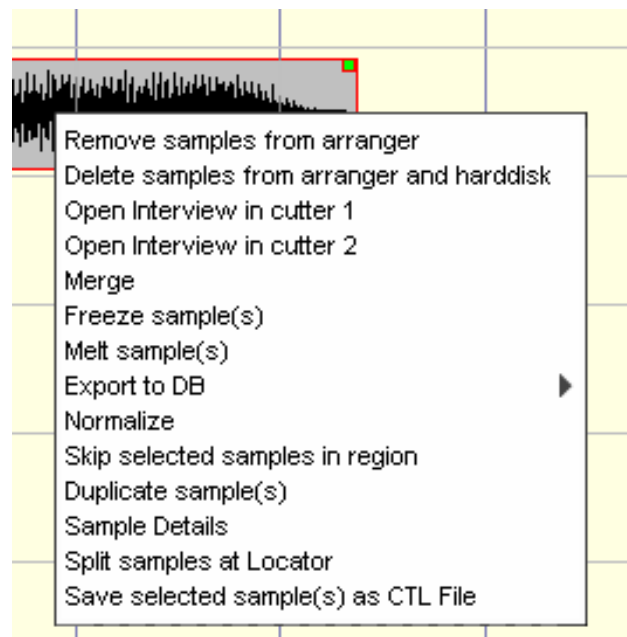 Remove samples from arranger
Delete samples from arranger and harddisk
Open Interview in cutter 1
Open Interview in cutter 2
Merge
Freeze sample(s)
Melt sample(s)
Export to DB
Normalize
Skip selected samples in region
Duplicate sample(s)
Sample Details
Split samples at Locator
Save selected sample(s) as CTL File